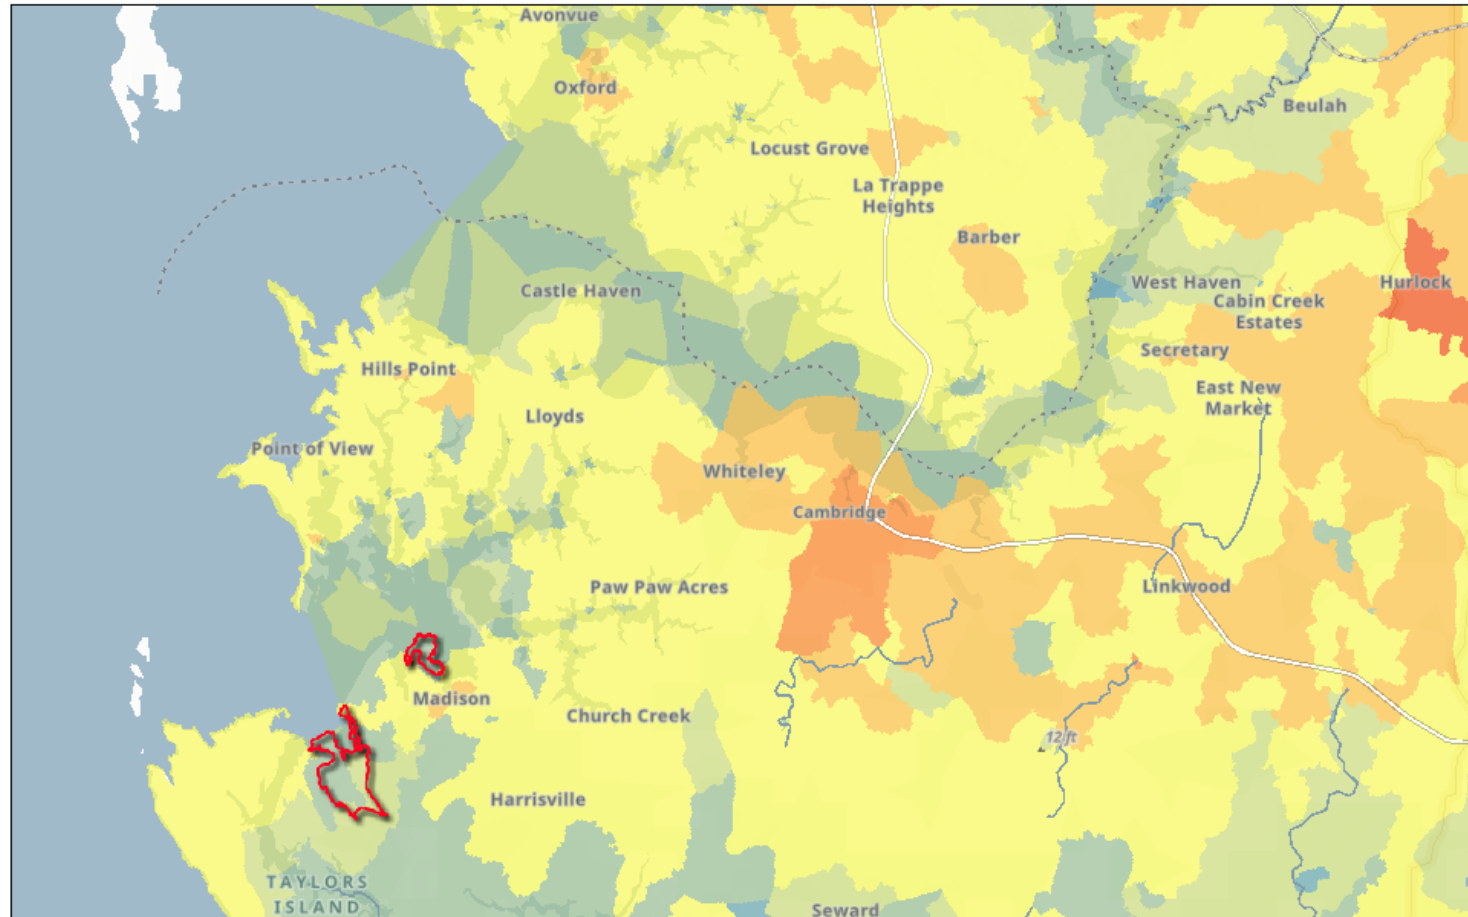 Avonvue
Oxford
Beulah
Locust Grove
La Trappe
Heights
Barber
West Haven
Hurlock
Castle Haven
Cabin Creek
Estates
Secretary
Hills Point
East New
Market
Lloyds
Point of View
Whiteley
Cambridge
Paw Paw Acres
Linkwood
Madison
Church Creek
12 ft
Harrisville
TAYLORS
ISLAND
Seward